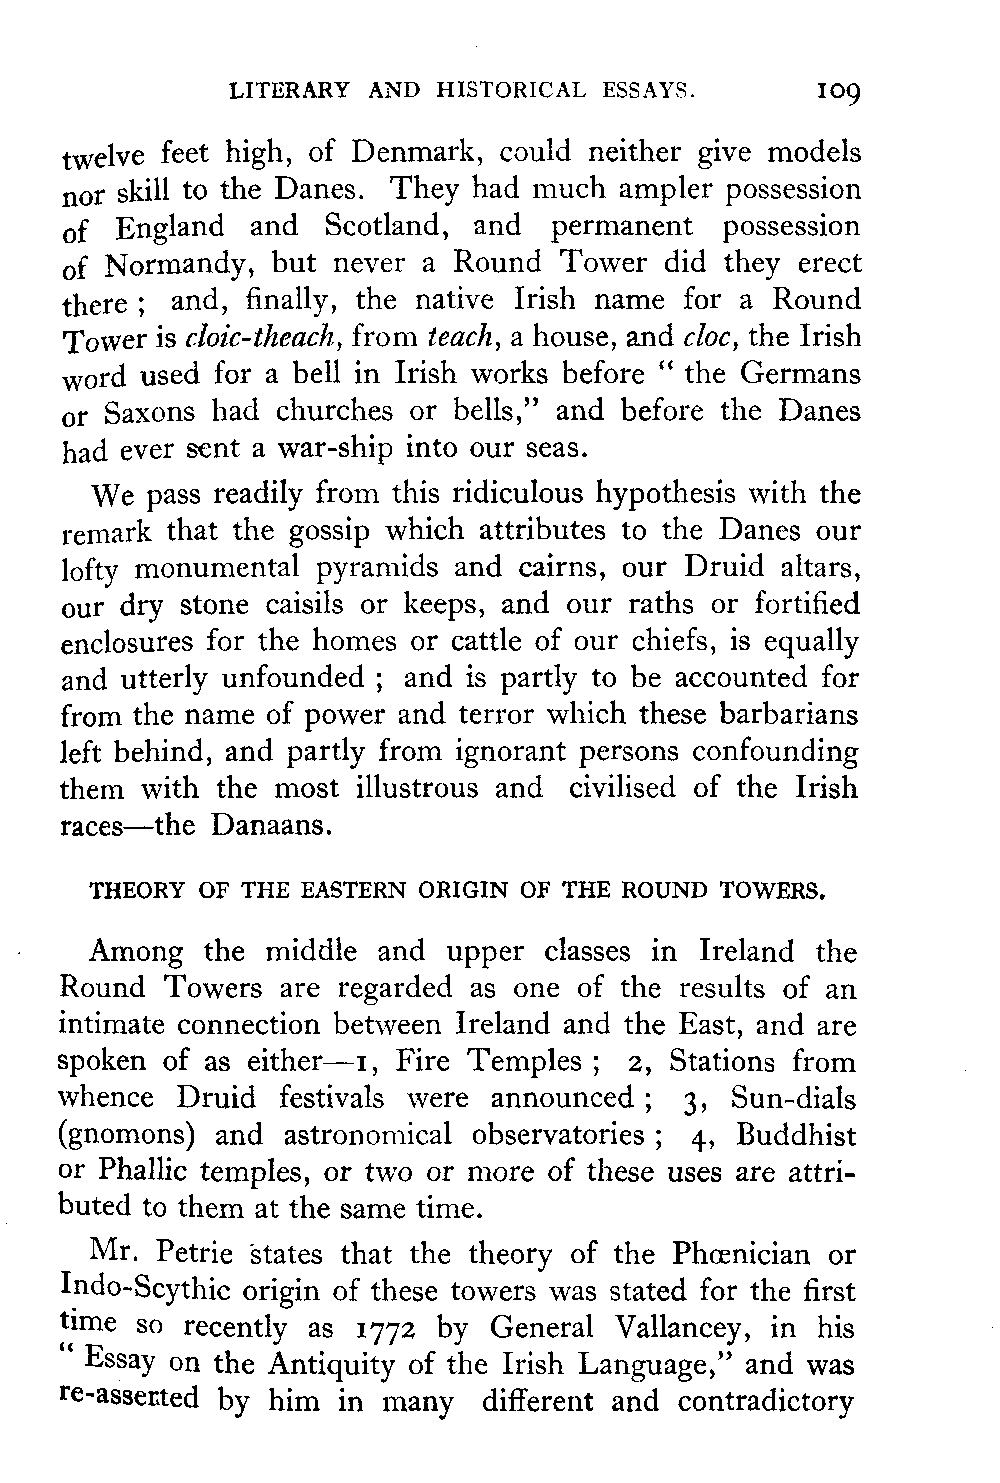 LITERARY AND HISTORICAL ESSAYS. 109
twelve feet high, of Denmark, could neither give models
nor skill to the Danes. They had much ampler possession
of England and Scotland, and permanent possession
of Normandy, but never a Round Tower did they erect
there ; and, finally, the native Irish name for a Round
Tower is cloic-theach, from teach, a house, and cloc, the Irish
word used for a bell in Irish works before “ the Germans
or Saxons had churches or bells,” and before the Danes
had ever sent a war-ship into our seas.
We pass readily from this ridiculous hypothesis with the
remark that the gossip which attributes to the Danes our
lofty monumental pyramids and cairns, our Druid altars,
our dry stone caisils or keeps, and our raths or fortified
enclosures for the homes or cattle of our chiefs, is equally
and utterly unfounded ; and is partly to be accounted for
from the name of power and terror which these barbarians
left behind, and partly from ignorant persons confounding
them with the most illustrous and civilised of the Irish
races—the Danaans.
THEORY OF THE EASTERN ORIGIN OF THE ROUND TOWERS.
Among the middle and upper classes in Ireland the
Round Towers are regarded as one of the results of an
intimate connection between Ireland and the East, and are
spoken of as either—1, Fire Temples ; 2, Stations from
whence Druid festivals were announced ; 3, Sun-dials
(gnomons) and astronomical observatories ; 4, Buddhist
or Phallic temples, or two or more of these uses are attri-
buted to them at the same time.
Mr. Petrie states that the theory of the Phœnician or
Indo-Scythic origin of these towers was stated for the first
time so recently as 1772 by General Vallancey, in his
“ Essay on the Antiquity of the Irish Language,” and was
re-asserted by him in many different and contradictory